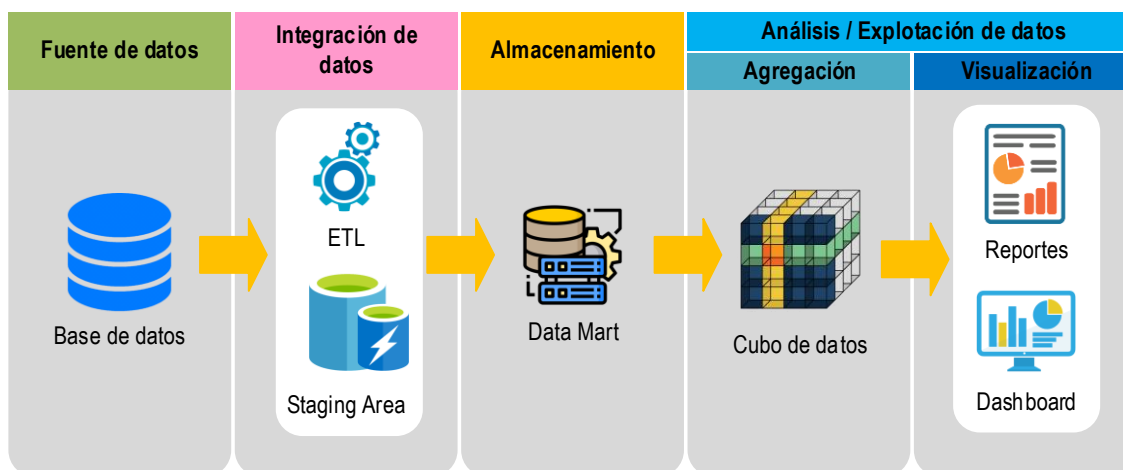 Fuente de datos
Integración de
datos
Almacenamiento
Análisis / Explotación de datos
Agregación
Visualización
Base de datos
ETL
Staging Area
Data Mart
Cubo de datos
Reportes
Dashboard